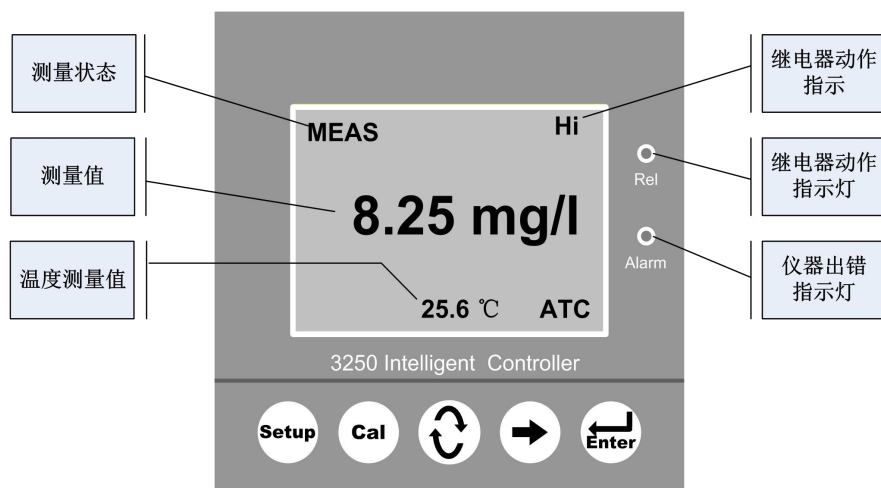 测量状态
测量值
温度测量值
MEAS
Hi
8.25 mg/l
25.6 ℃ ATC
Rel
Alarm
3250 Intelligent Controller
Setup
Cal
Enter
继电器动作
指示
继电器动作
指示灯
仪器出错
指示灯